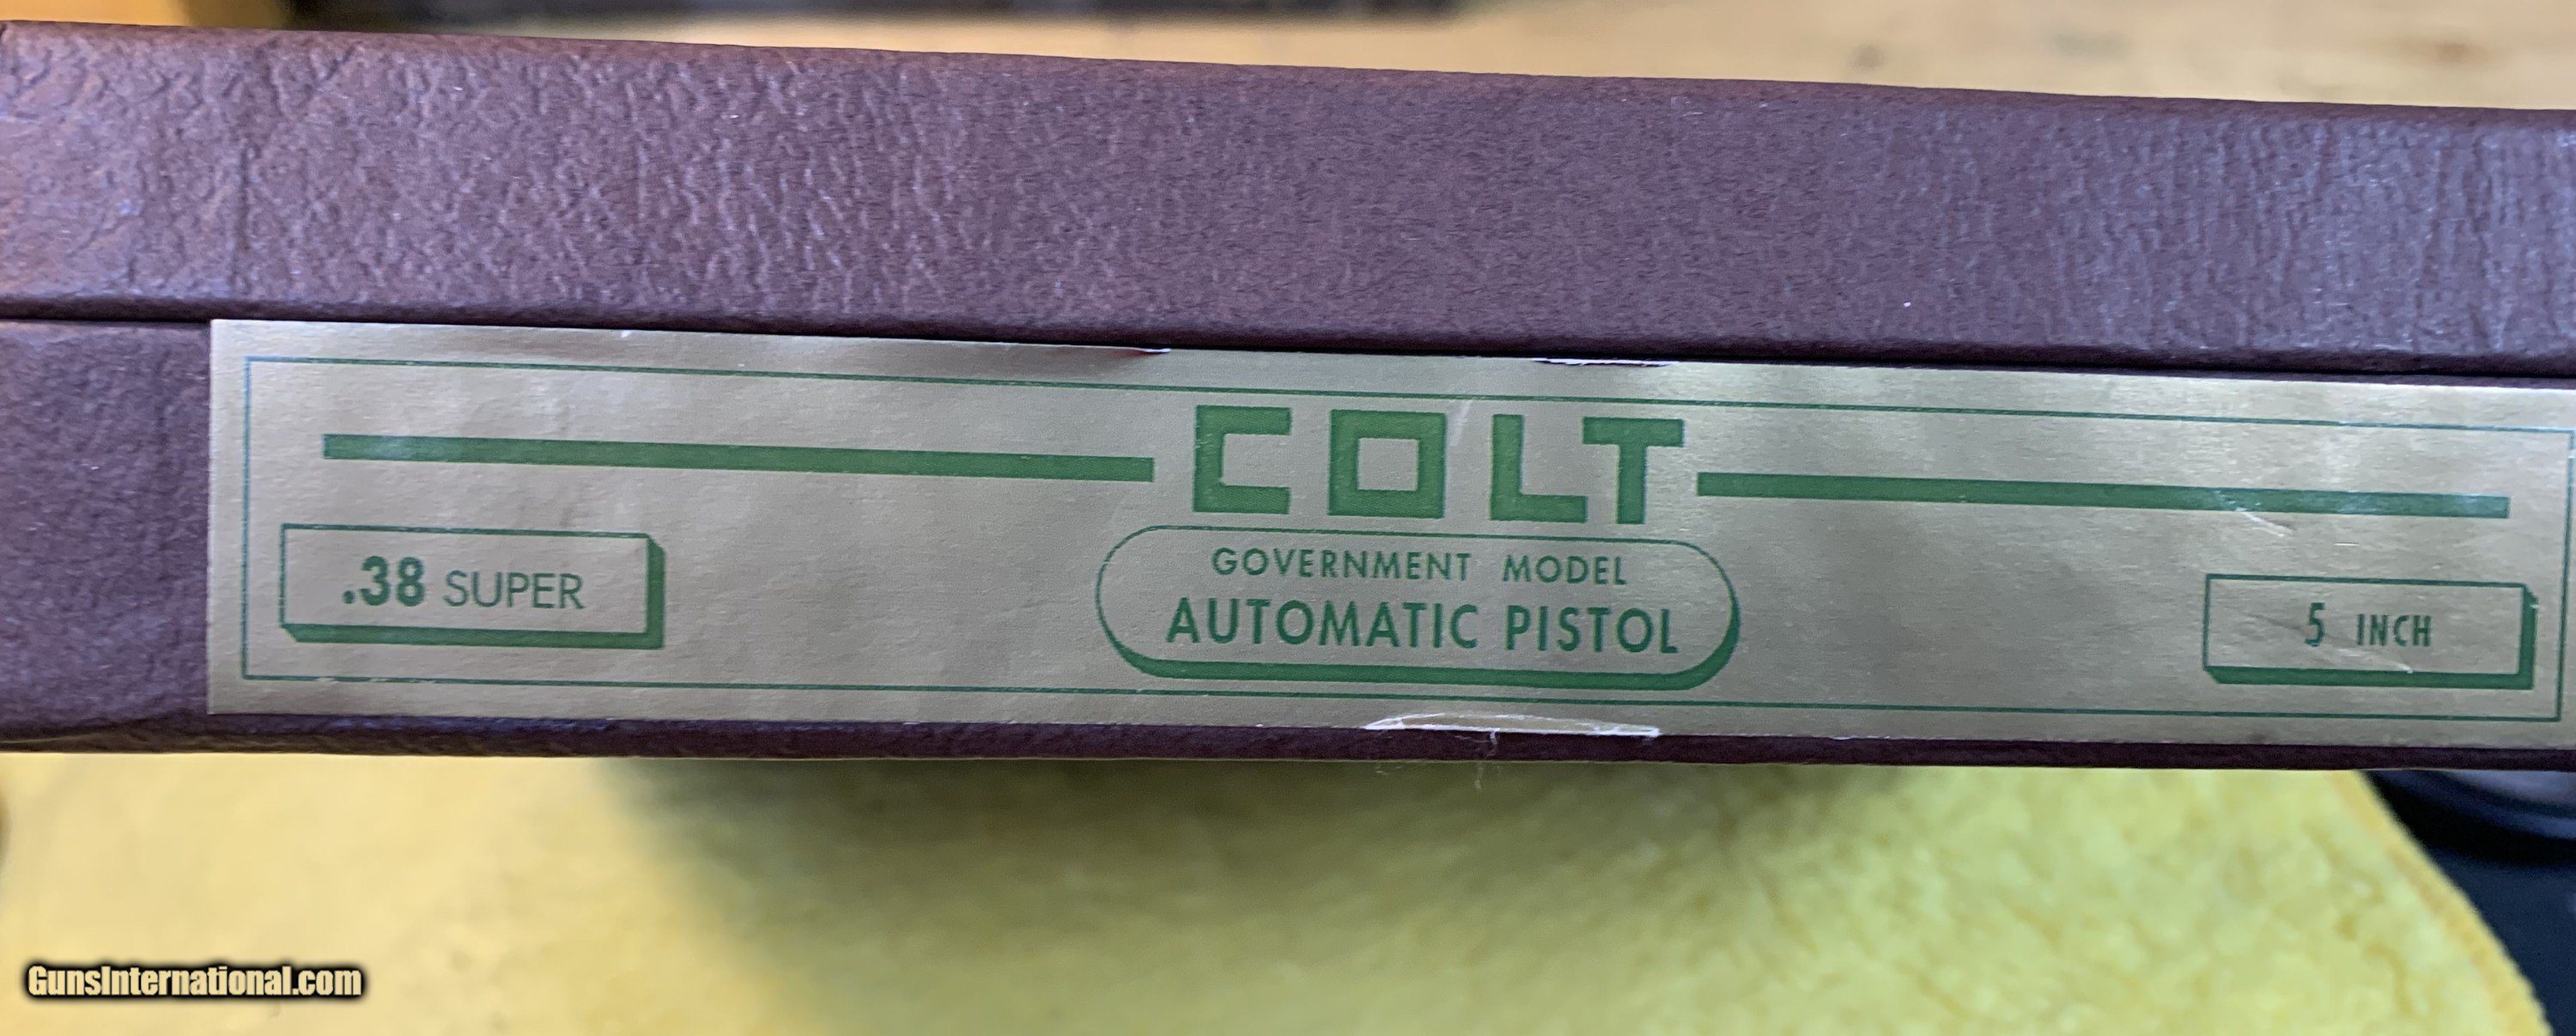 COLT
.38 SUPER
GOVERNMENT MODEL
AUTOMATIC PISTOL
5 INCH
GunsInternational.com